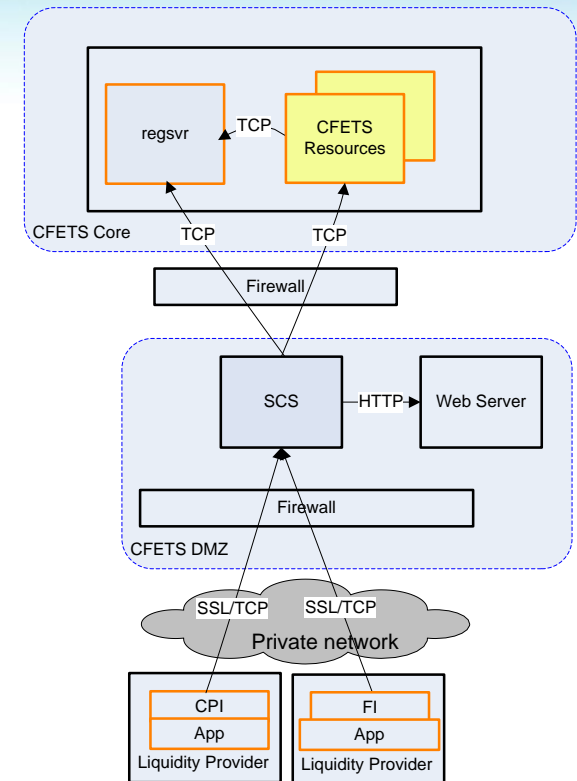 regsvr
TCP
CFETS
Resources
CFETS Core
TCP
TCP
Firewall
SCS
HTTP
Web Server
Firewall
CFETS DMZ
SSL/TCP
SSL/TCP
Private network
CPI
App
Liquidity Provider
FI
App
Liquidity Provider